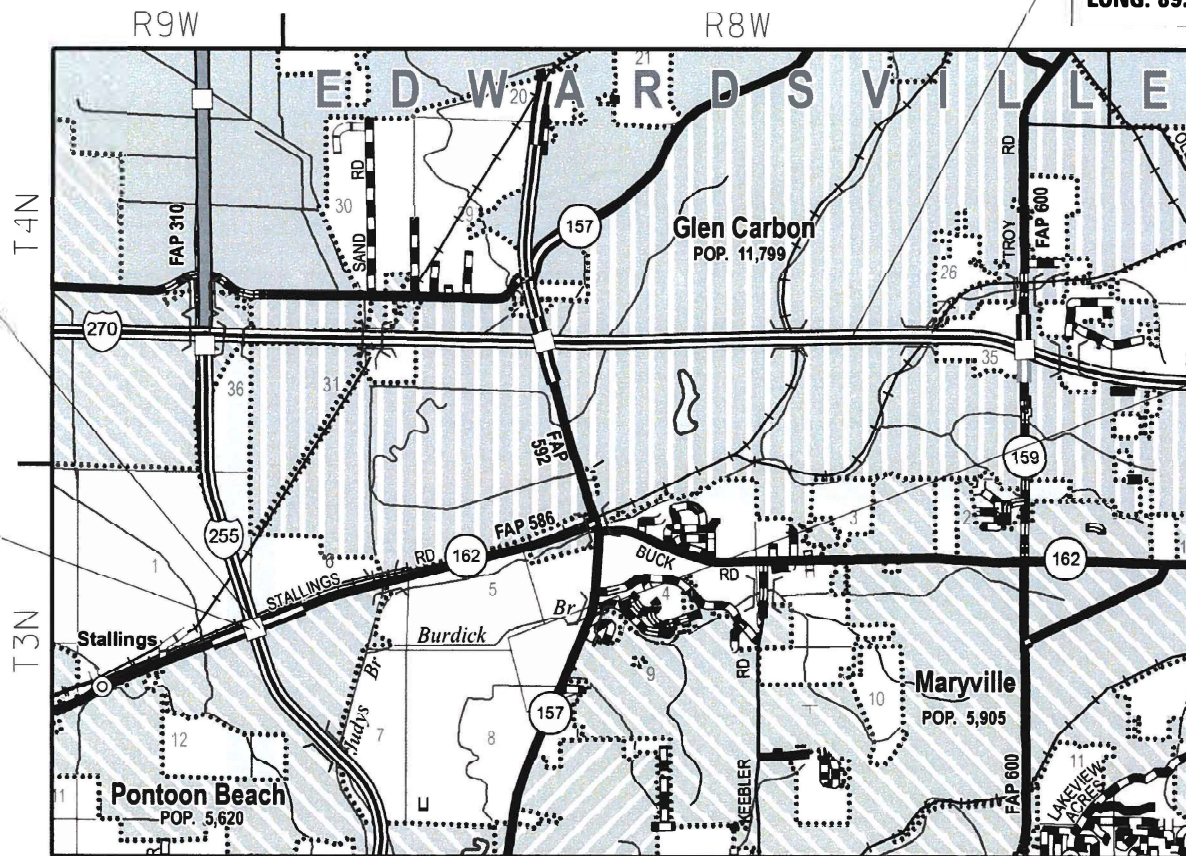 LONG. 89.
R9W
R8W
EDWARDSVILLE
21
20
T4N
FAP 310
SAND RD
30
29
157
Glen Carbon
POP. 11,799
TROY RD
FAP 600
26
270
36
31
35
FAP 592
159
255
FAP 586
3
2
1
6
162
STALLINGS RD
5
BUCK RD
4
162
T3N
Stallings
Br
Burdick
Judys Br
9
10
Maryville
POP. 5,905
7
8
157
12
11
11
Pontoon Beach
POP. 5,620
KEEBLER RD
FAP 600
LAKEVIEW
ACRES